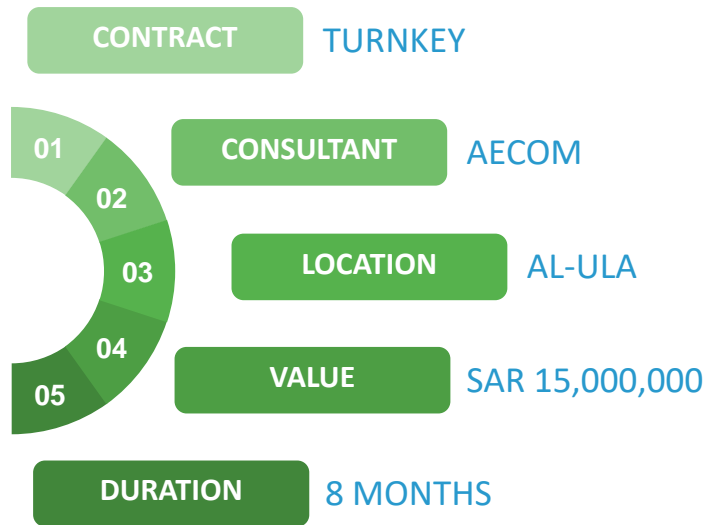 CONTRACT TURNKEY
01
CONSULTANT AECOM
02
LOCATION AL-ULA
03
VALUE SAR 15,000,000
04
05
DURATION 8 MONTHS